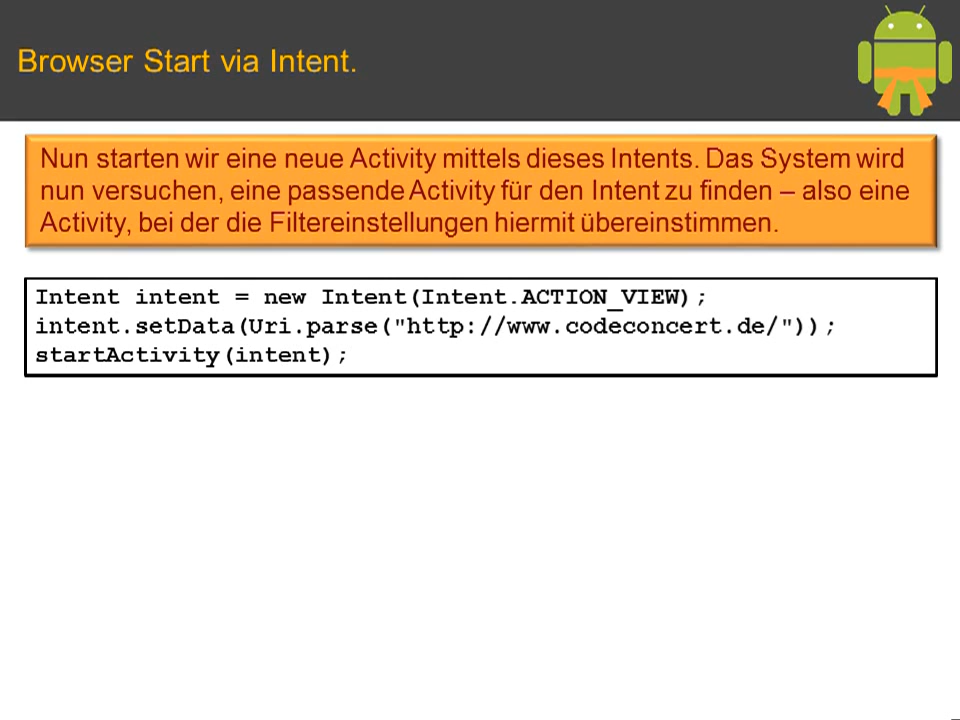 Browser Start via Intent.
Nun starten wir eine neue Activity mittels dieses Intents. Das System wird
nun versuchen, eine passende Activity für den Intent zu finden – also eine
Activity, bei der die Filtereinstellungen hiermit übereinstimmen.
Intent intent = new Intent(Intent.ACTION_VIEW);
intent.setData(Uri.parse("http://www.codeconcert.de/"));
startActivity(intent);